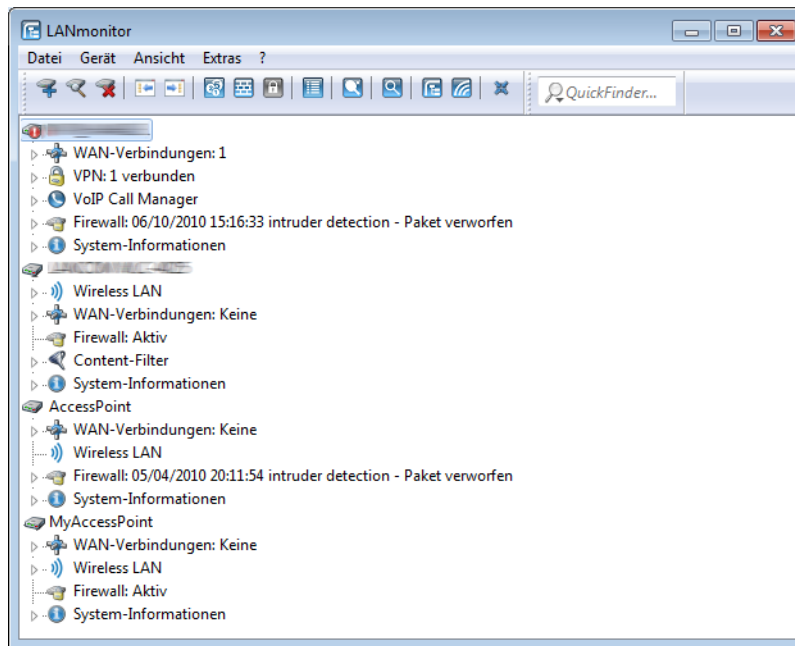 LANmonitor
Datei Gerät Ansicht Extras ?
QuickFinder...
WAN-Verbindungen: 1
VPN: 1 verbunden
VoIP Call Manager
Firewall: 06/10/2010 15:16:33 intruder detection - Paket verworfen
System-Informationen
Wireless LAN
WAN-Verbindungen: Keine
Firewall: Aktiv
Content-Filter
System-Informationen
AccessPoint
WAN-Verbindungen: Keine
Wireless LAN
Firewall: 05/04/2010 20:11:54 intruder detection - Paket verworfen
System-Informationen
MyAccessPoint
WAN-Verbindungen: Keine
Wireless LAN
Firewall: Aktiv
System-Informationen